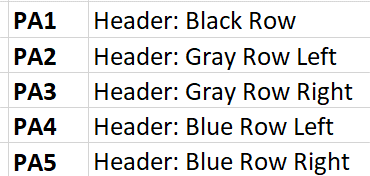 PA1 Header: Black Row
PA2 Header: Gray Row Left
PA3 Header: Gray Row Right
PA4 Header: Blue Row Left
PA5 Header: Blue Row Right